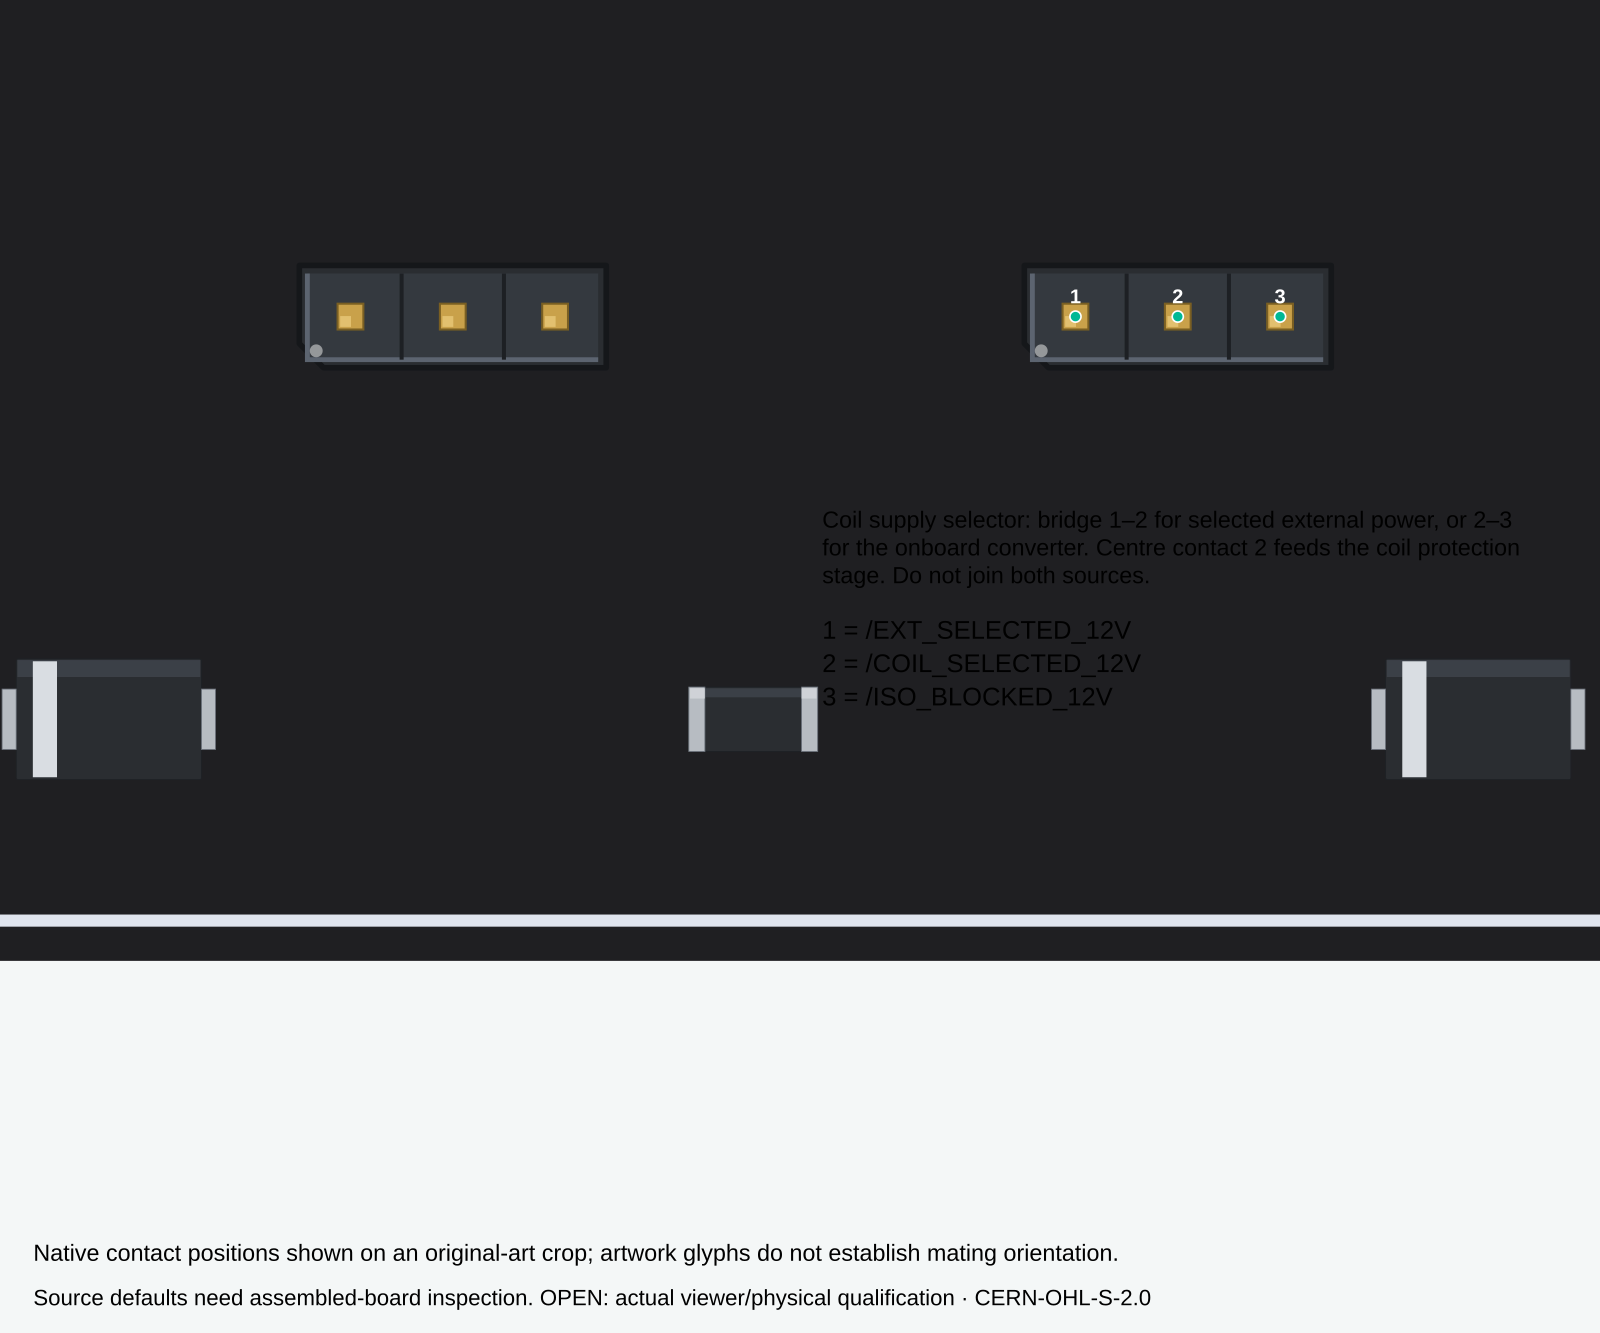 1 2 3
Coil supply selector: bridge 1–2 for selected external power, or 2–3
for the onboard converter. Centre contact 2 feeds the coil protection
stage. Do not join both sources.
1 = /EXT_SELECTED_12V
2 = /COIL_SELECTED_12V
3 = /ISO_BLOCKED_12V
Native contact positions shown on an original-art crop; artwork glyphs do not establish mating orientation.
Source defaults need assembled-board inspection. OPEN: actual viewer/physical qualification · CERN-OHL-S-2.0